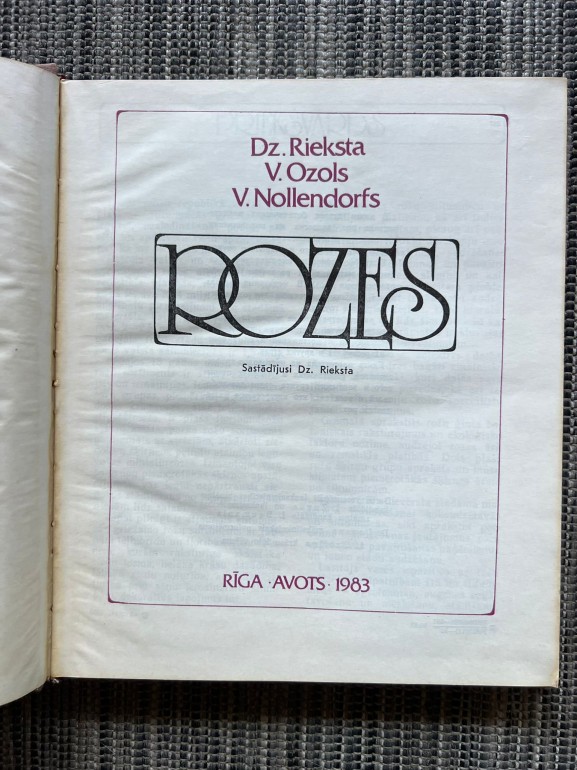 Dz. Rieksta
V. Ozols
V. Nollendorfs
ROZES
Sastādījusi Dz. Rieksta
RĪGA · AVOTS · 1983